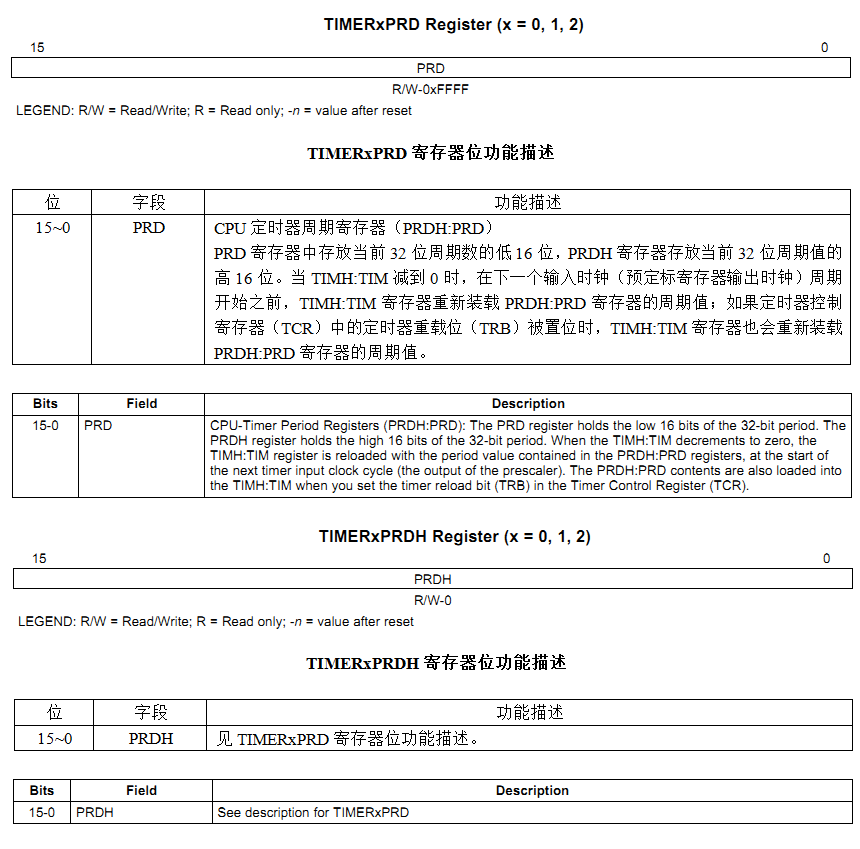 TIMERxPRD Register (x = 0, 1, 2)
15 0
PRD
R/W-0xFFFF
LEGEND: R/W = Read/Write; R = Read only; -n = value after reset
TIMERxPRD 寄存器位功能描述
位 字段 功能描述
15~0 PRD CPU 定时器周期寄存器（PRDH:PRD）
PRD 寄存器中存放当前 32 位周期数的低 16 位，PRDH 寄存器存放当前 32 位周期值的
高 16 位。当 TIMH:TIM 减到 0 时，在下一个输入时钟（预定标寄存器输出时钟）周期
开始之前，TIMH:TIM 寄存器重新装载 PRDH:PRD 寄存器的周期值；如果定时器控制
寄存器（TCR）中的定时器重载位（TRB）被置位时，TIMH:TIM 寄存器也会重新装载
PRDH:PRD 寄存器的周期值。
Bits Field Description
15-0 PRD CPU-Timer Period Registers (PRDH:PRD): The PRD register holds the low 16 bits of the 32-bit period. The
PRDH register holds the high 16 bits of the 32-bit period. When the TIMH:TIM decrements to zero, the
TIMH:TIM register is reloaded with the period value contained in the PRDH:PRD registers, at the start of
the next timer input clock cycle (the output of the prescaler). The PRDH:PRD contents are also loaded into
the TIMH:TIM when you set the timer reload bit (TRB) in the Timer Control Register (TCR).
TIMERxPRDH Register (x = 0, 1, 2)
15 0
PRDH
R/W-0
LEGEND: R/W = Read/Write; R = Read only; -n = value after reset
TIMERxPRDH 寄存器位功能描述
位 字段 功能描述
15~0 PRDH 见 TIMERxPRD 寄存器位功能描述。
Bits Field Description
15-0 PRDH See description for TIMERxPRD